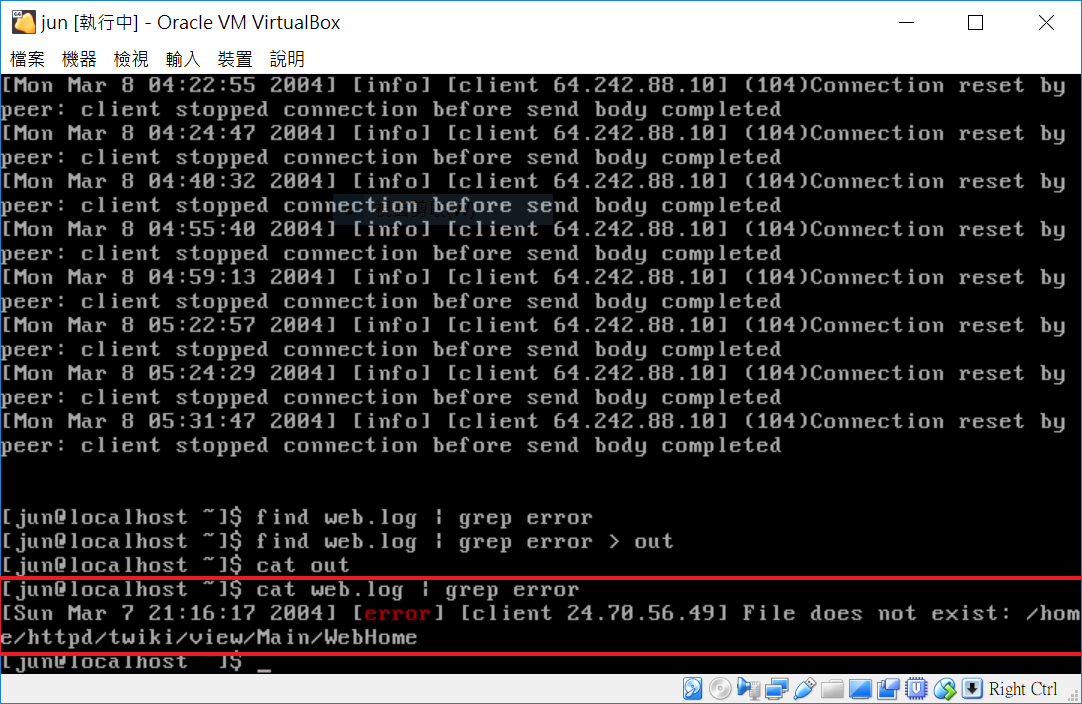 jun [執行中] - Oracle VM VirtualBox
檔案 機器 檢視 輸入 裝置 說明
[Mon Mar 8 04:22:55 2004] [info] [client 64.242.88.10] (104)Connection reset by
peer: client stopped connection before send body completed
[Mon Mar 8 04:24:47 2004] [info] [client 64.242.88.10] (104)Connection reset by
peer: client stopped connection before send body completed
[Mon Mar 8 04:40:32 2004] [info] [client 64.242.88.10] (104)Connection reset by
peer: client stopped connection before send body completed
[Mon Mar 8 04:55:40 2004] [info] [client 64.242.88.10] (104)Connection reset by
peer: client stopped connection before send body completed
[Mon Mar 8 04:59:13 2004] [info] [client 64.242.88.10] (104)Connection reset by
peer: client stopped connection before send body completed
[Mon Mar 8 05:22:57 2004] [info] [client 64.242.88.10] (104)Connection reset by
peer: client stopped connection before send body completed
[Mon Mar 8 05:24:29 2004] [info] [client 64.242.88.10] (104)Connection reset by
peer: client stopped connection before send body completed
[Mon Mar 8 05:31:47 2004] [info] [client 64.242.88.10] (104)Connection reset by
peer: client stopped connection before send body completed
[jun@localhost ~]$ find web.log | grep error
[jun@localhost ~]$ find web.log | grep error > out
[jun@localhost ~]$ cat out
[jun@localhost ~]$ cat web.log | grep error
[Sun Mar 7 21:16:17 2004] [error] [client 24.70.56.49] File does not exist: /hom
e/httpd/twiki/view/Main/WebHome
[jun@localhost ~]$ _
Right Ctrl